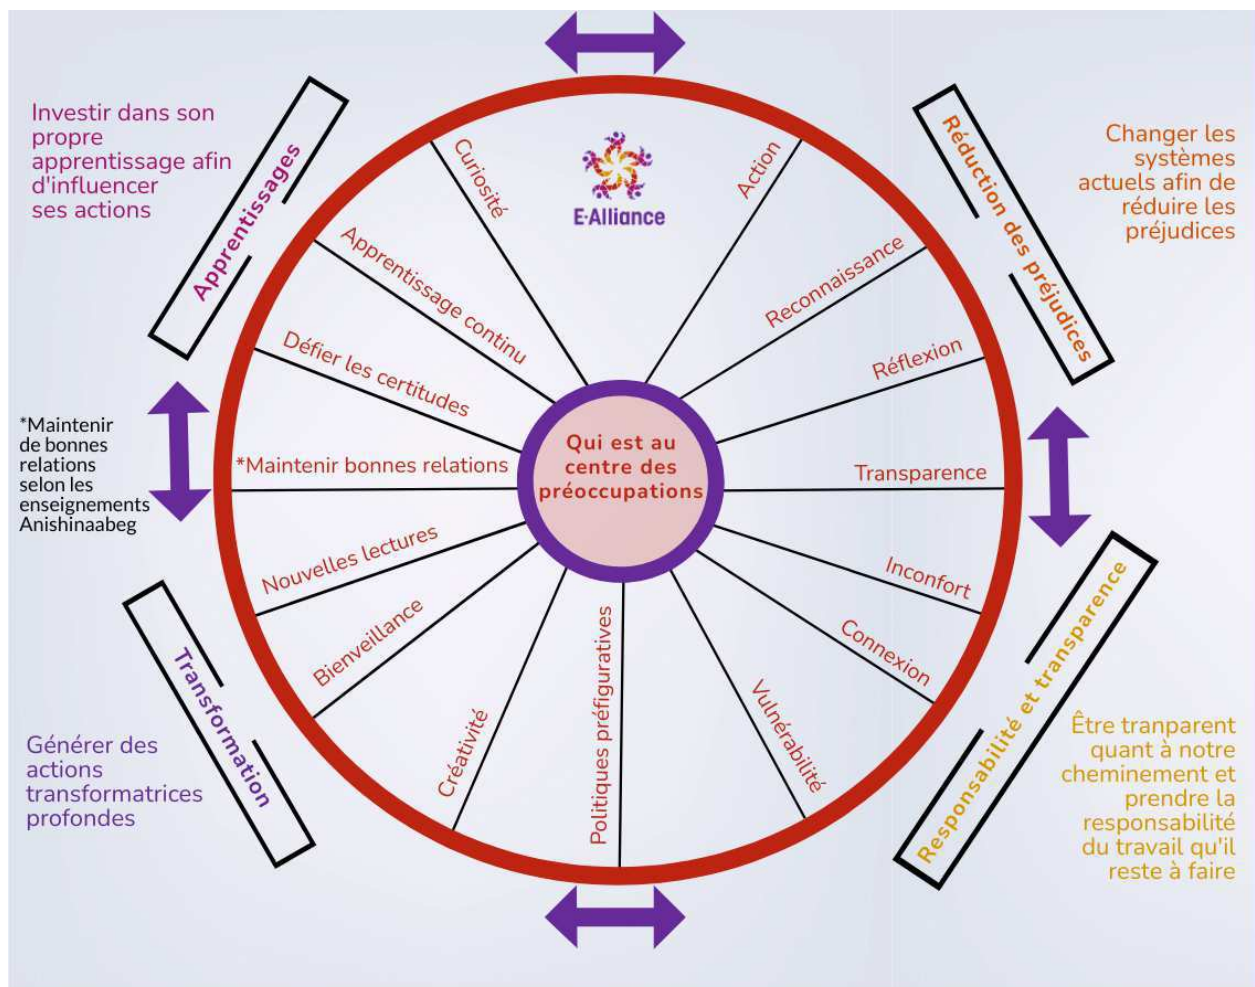 Investir dans son
propre
apprentissage afin
d'influencer
ses actions
Apprentissages
Curiosité
E-Alliance
Action
Réduction des préjudices
Changer les
systèmes
actuels afin de
réduire les
préjudices
Apprentissage continu
Reconnaissance
Défier les certitudes
Réflexion
*Maintenir
de bonnes
relations
selon les
enseignements
Anishinaabeg
*Maintenir bonnes relations
Qui est au
centre des
préoccupations
Transparence
Nouvelles lectures
Inconfort
Bienveillance
Connexion
Créativité
Politiques préfiguratives
Vulnérabilité
Transformation
Générer des
actions
transformatrices
profondes
Responsabilité et transparence
Être tranparent
quant à notre
cheminement et
prendre la
responsabilité
du travail qu'il
reste à faire